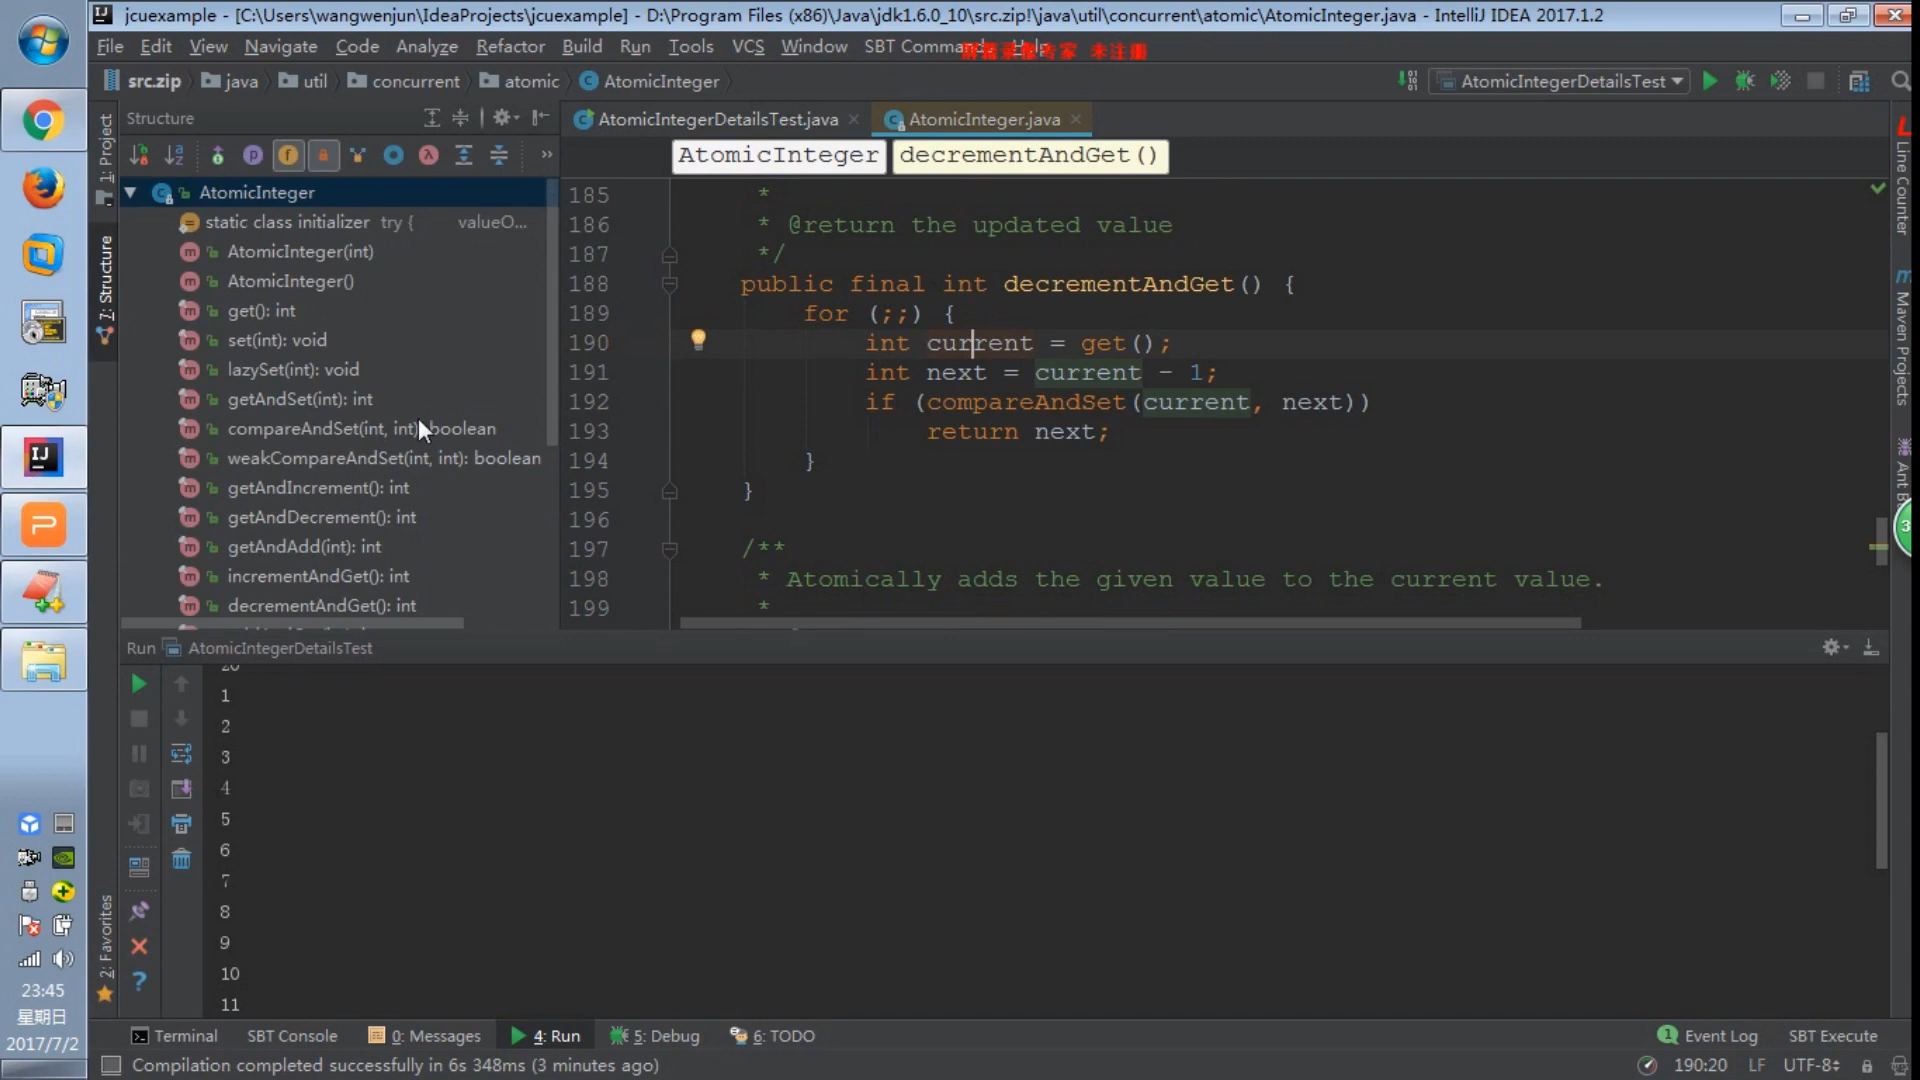 jcuexample - [C:\Users\wangwenjun\IdeaProjects\jcuexample] - D:\Program Files (x86)\Java\jdk1.6.0_10\src.zip!\java\util\concurrent\atomic\AtomicInteger.java - IntelliJ IDEA 2017.1.2
File Edit View Navigate Code Analyze Refactor Build Run Tools VCS Window SBT Commands Help
未注册
src.zip java util concurrent atomic AtomicInteger
AtomicIntegerDetailsTest
1: Project
7: Structure
2: Favorites
Structure
AtomicInteger
static class initializer try { valueO...
AtomicInteger(int)
AtomicInteger()
get(): int
set(int): void
lazySet(int): void
getAndSet(int): int
compareAndSet(int, int): boolean
weakCompareAndSet(int, int): boolean
getAndIncrement(): int
getAndDecrement(): int
getAndAdd(int): int
incrementAndGet(): int
decrementAndGet(): int
AtomicIntegerDetailsTest.java AtomicInteger.java
AtomicInteger decrementAndGet()
185 *
186 * @return the updated value
187 */
188 public final int decrementAndGet() {
189 for (;;) {
190 int current = get();
191 int next = current - 1;
192 if (compareAndSet(current, next))
193 return next;
194 }
195 }
196
197 /**
198 * Atomically adds the given value to the current value.
199 *
Line Counter
Maven Projects
Run AtomicIntegerDetailsTest
20
1
2
3
4
5
6
7
8
9
10
11
Terminal SBT Console 0: Messages 4: Run 5: Debug 6: TODO
1 Event Log SBT Execute
Compilation completed successfully in 6s 348ms (3 minutes ago)
190:20 LF UTF-8
23:45
星期日
2017/7/2